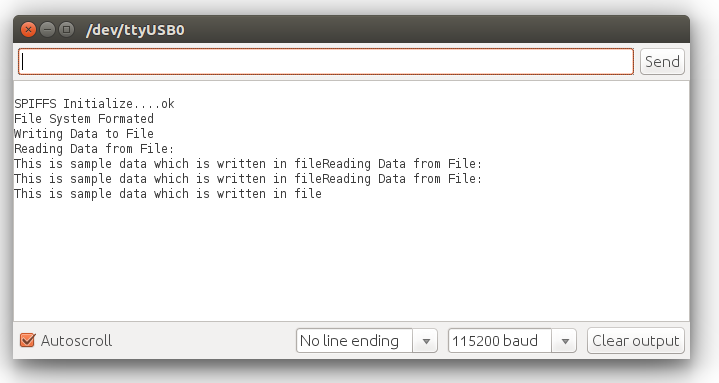 /dev/ttyUSB0
Send
SPIFFS Initialize....ok
File System Formated
Writing Data to File
Reading Data from File:
This is sample data which is written in fileReading Data from File:
This is sample data which is written in fileReading Data from File:
This is sample data which is written in file
Autoscroll
No line ending
115200 baud
Clear output